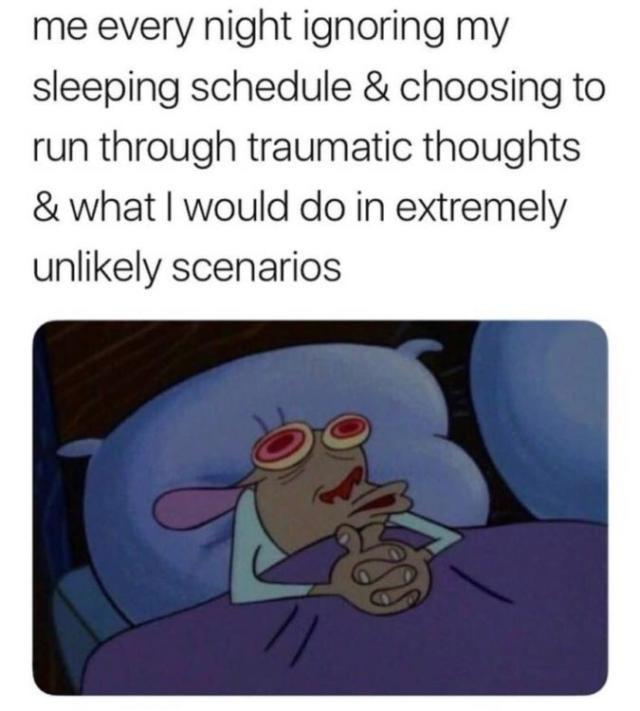 me every night ignoring my
sleeping schedule & choosing to
run through traumatic thoughts
& what I would do in extremely
unlikely scenarios